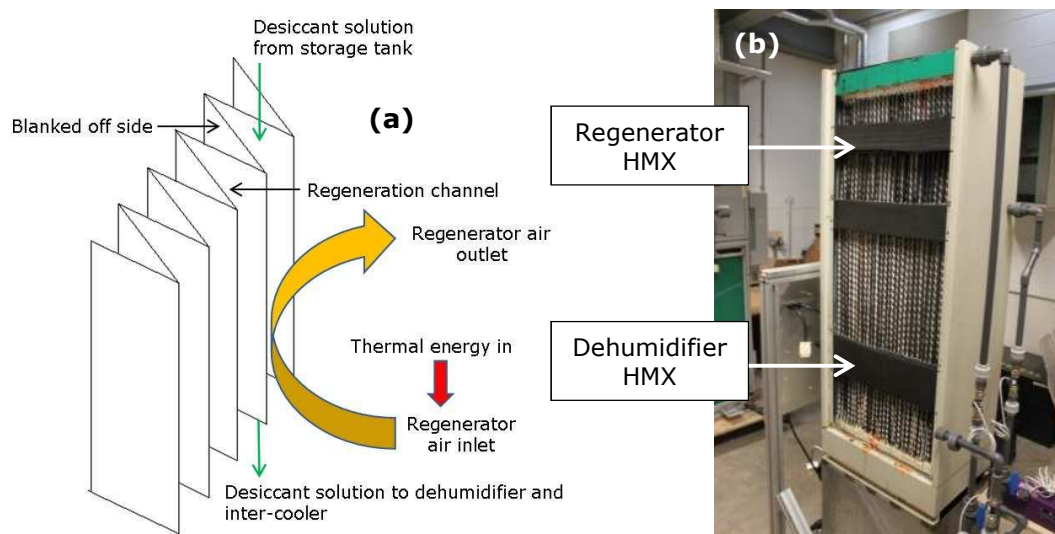 Desiccant solution
from storage tank
(a)
Blanked off side
Regeneration channel
Regenerator air
outlet
Thermal energy in
Regenerator
air inlet
Desiccant solution to dehumidifier and
inter-cooler
(b)
Regenerator
HMX
Dehumidifier
HMX